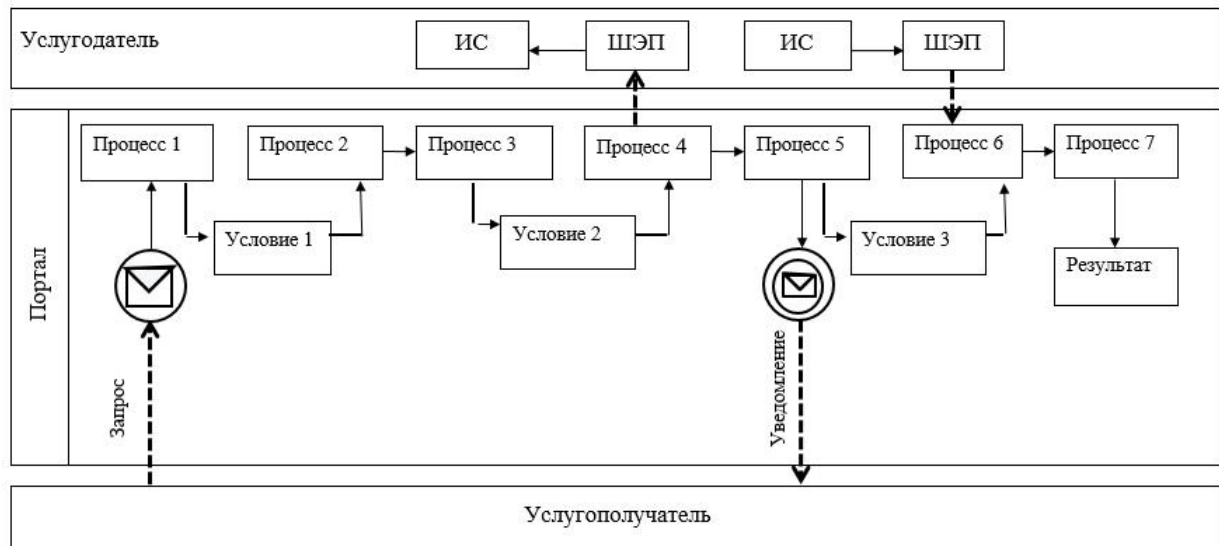 Услугодатель
ИС
ШЭП
ИС
ШЭП
Портал
Процесс 1
Процесс 2
Процесс 3
Процесс 4
Процесс 5
Процесс 6
Процесс 7
Условие 1
Условие 2
Условие 3
Результат
Запрос
Уведомление
Услугополучатель